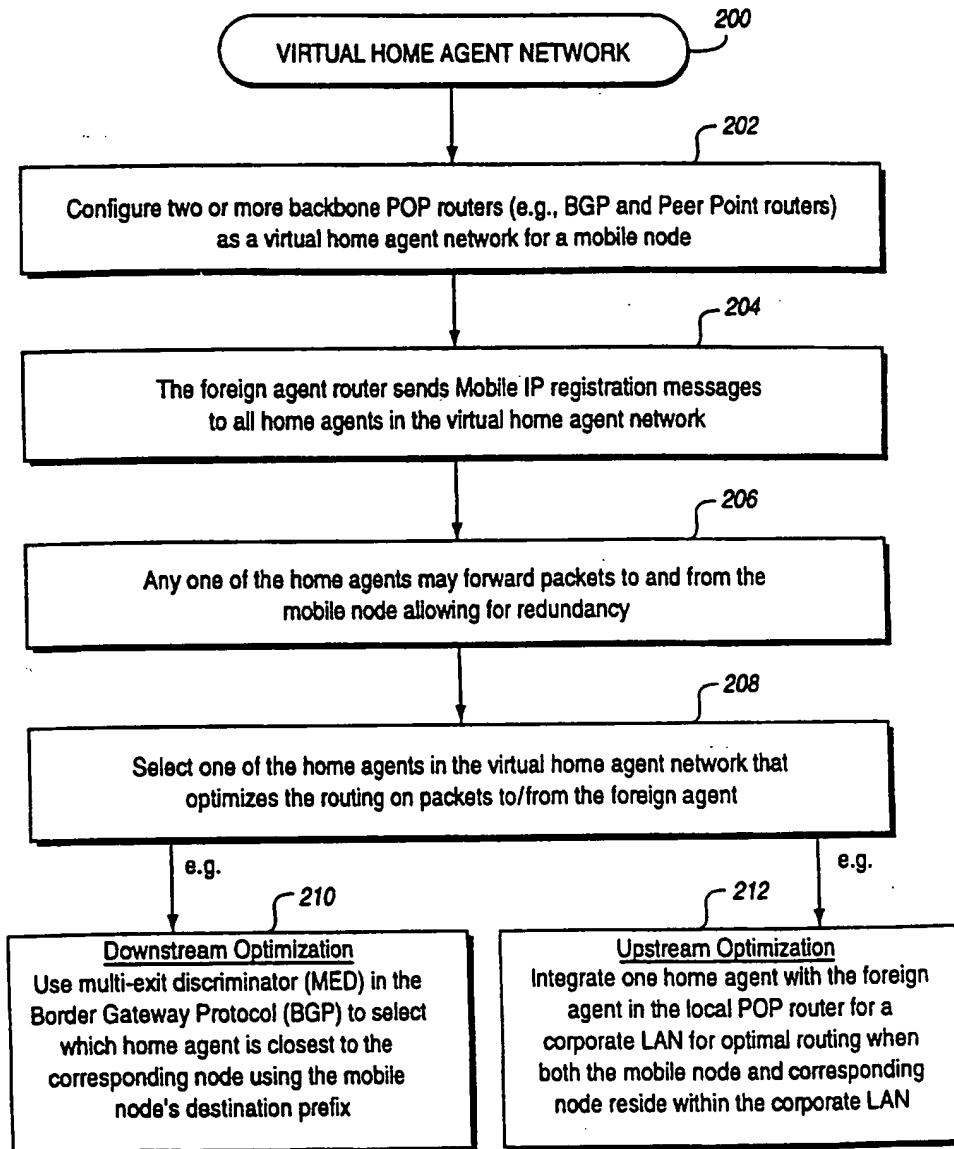 200
VIRTUAL HOME AGENT NETWORK
202
Configure two or more backbone POP routers (e.g., BGP and Peer Point routers)
as a virtual home agent network for a mobile node
204
The foreign agent router sends Mobile IP registration messages
to all home agents in the virtual home agent network
206
Any one of the home agents may forward packets to and from the
mobile node allowing for redundancy
208
Select one of the home agents in the virtual home agent network that
optimizes the routing on packets to/from the foreign agent
e.g.
210
Downstream Optimization
Use multi-exit discriminator (MED) in the
Border Gateway Protocol (BGP) to select
which home agent is closest to the
corresponding node using the mobile
node's destination prefix
e.g.
212
Upstream Optimization
Integrate one home agent with the foreign
agent in the local POP router for a
corporate LAN for optimal routing when
both the mobile node and corresponding
node reside within the corporate LAN